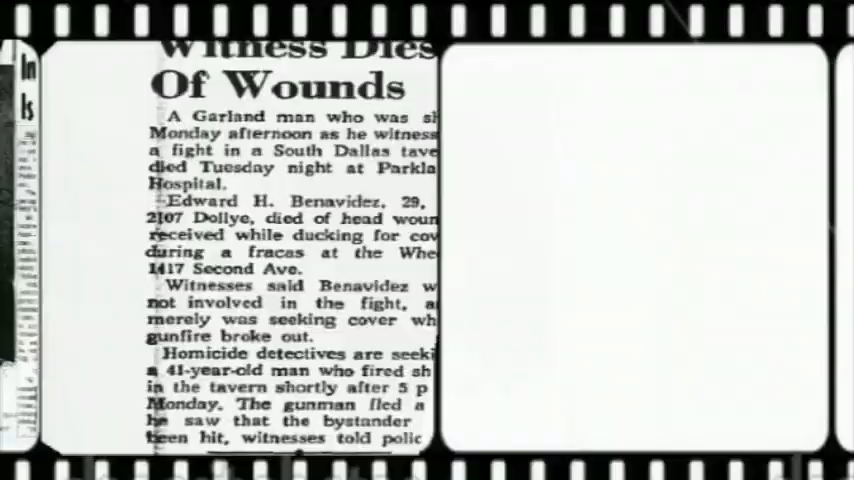 In
Is
Witness Dies
Of Wounds
A Garland man who was sh
Monday afternoon as he witness
a fight in a South Dallas tave
died Tuesday night at Parkla
Hospital.
Edward H. Benavidez, 29,
2107 Dollye, died of head woun
received while ducking for cov
during a fracas at the Whe
1417 Second Ave.
Witnesses said Benavidez w
not involved in the fight, a
merely was seeking cover wh
gunfire broke out.
Homicide detectives are seeki
a 41-year-old man who fired sh
in the tavern shortly after 5 p
Monday. The gunman fled a
he saw that the bystander
been hit, witnesses told polic